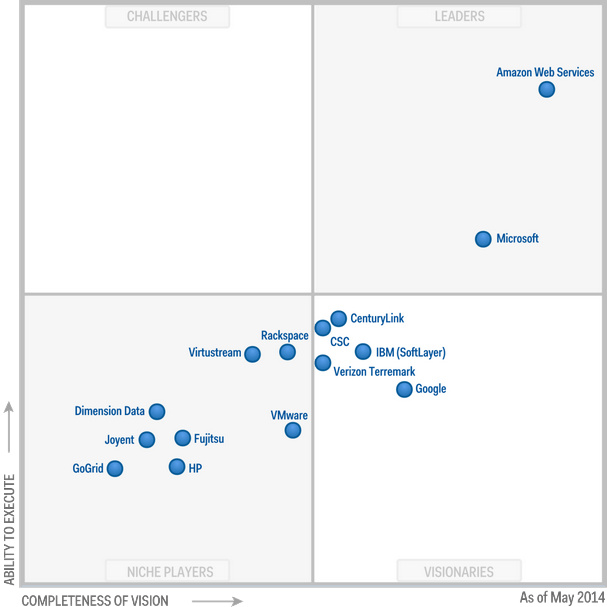 CHALLENGERS
LEADERS
Amazon Web Services
Microsoft
CenturyLink
CSC
Rackspace
Virtustream
IBM (SoftLayer)
Verizon Terremark
Google
Dimension Data
VMware
Joyent
Fujitsu
GoGrid
HP
ABILITY TO EXECUTE
NICHE PLAYERS
VISIONARIES
COMPLETENESS OF VISION
As of May 2014